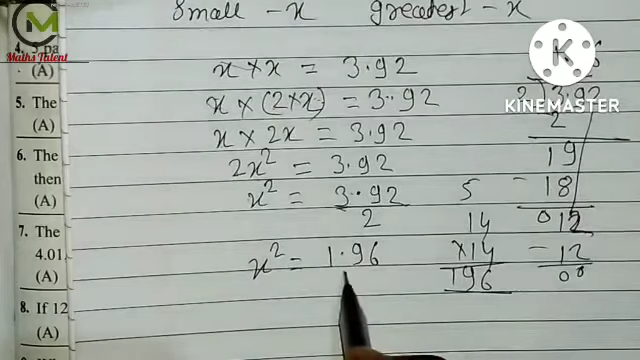 Small - x greatest - x
CM
Maths Talent
K
KINEMASTER
4.
(A)
5. The
(A)
6. The
then
(A)
7. The
4.01
(A)
8. If 12
(A)
x × x = 3.92
x × (2×x) = 3.92
x × 2x = 3.92
2x² = 3.92
x² = 3.92
2
x² = 1.96
5
14
×14
196
2) 3.92
2
19
- 18
012
- 12
00